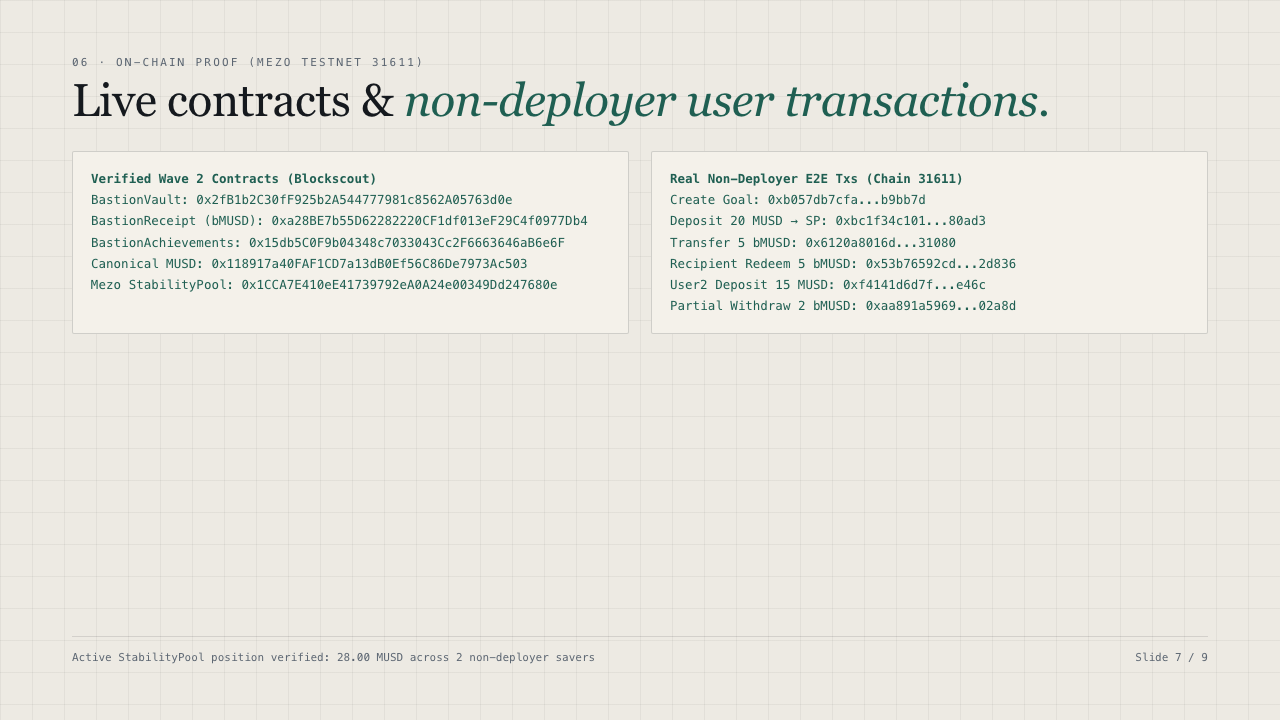 06 · ON–CHAIN PROOF (MEZO TESTNET 31611)
Live contracts & non-deployer user transactions.
Verified Wave 2 Contracts (Blockscout)
BastionVault: 0x2fB1b2C30fF925b2A544777981c8562A05763d0e
BastionReceipt (bMUSD): 0xa28BE7b55D62282220CF1df013eF29C4f0977Db4
BastionAchievements: 0x15db5C0F9b04348c7033043Cc2F6663646aB6e6F
Canonical MUSD: 0x118917a40FAF1CD7a13dB0Ef56C86De7973Ac503
Mezo StabilityPool: 0x1CCA7E410eE41739792eA0A24e00349Dd247680e
Real Non–Deployer E2E Txs (Chain 31611)
Create Goal: 0xb057db7cfa...b9bb7d
Deposit 20 MUSD → SP: 0xbc1f34c101...80ad3
Transfer 5 bMUSD: 0x6120a8016d...31080
Recipient Redeem 5 bMUSD: 0x53b76592cd...2d836
User2 Deposit 15 MUSD: 0xf4141d6d7f...e46c
Partial Withdraw 2 bMUSD: 0xaa891a5969...02a8d
Active StabilityPool position verified: 28.00 MUSD across 2 non–deployer savers
Slide 7 / 9